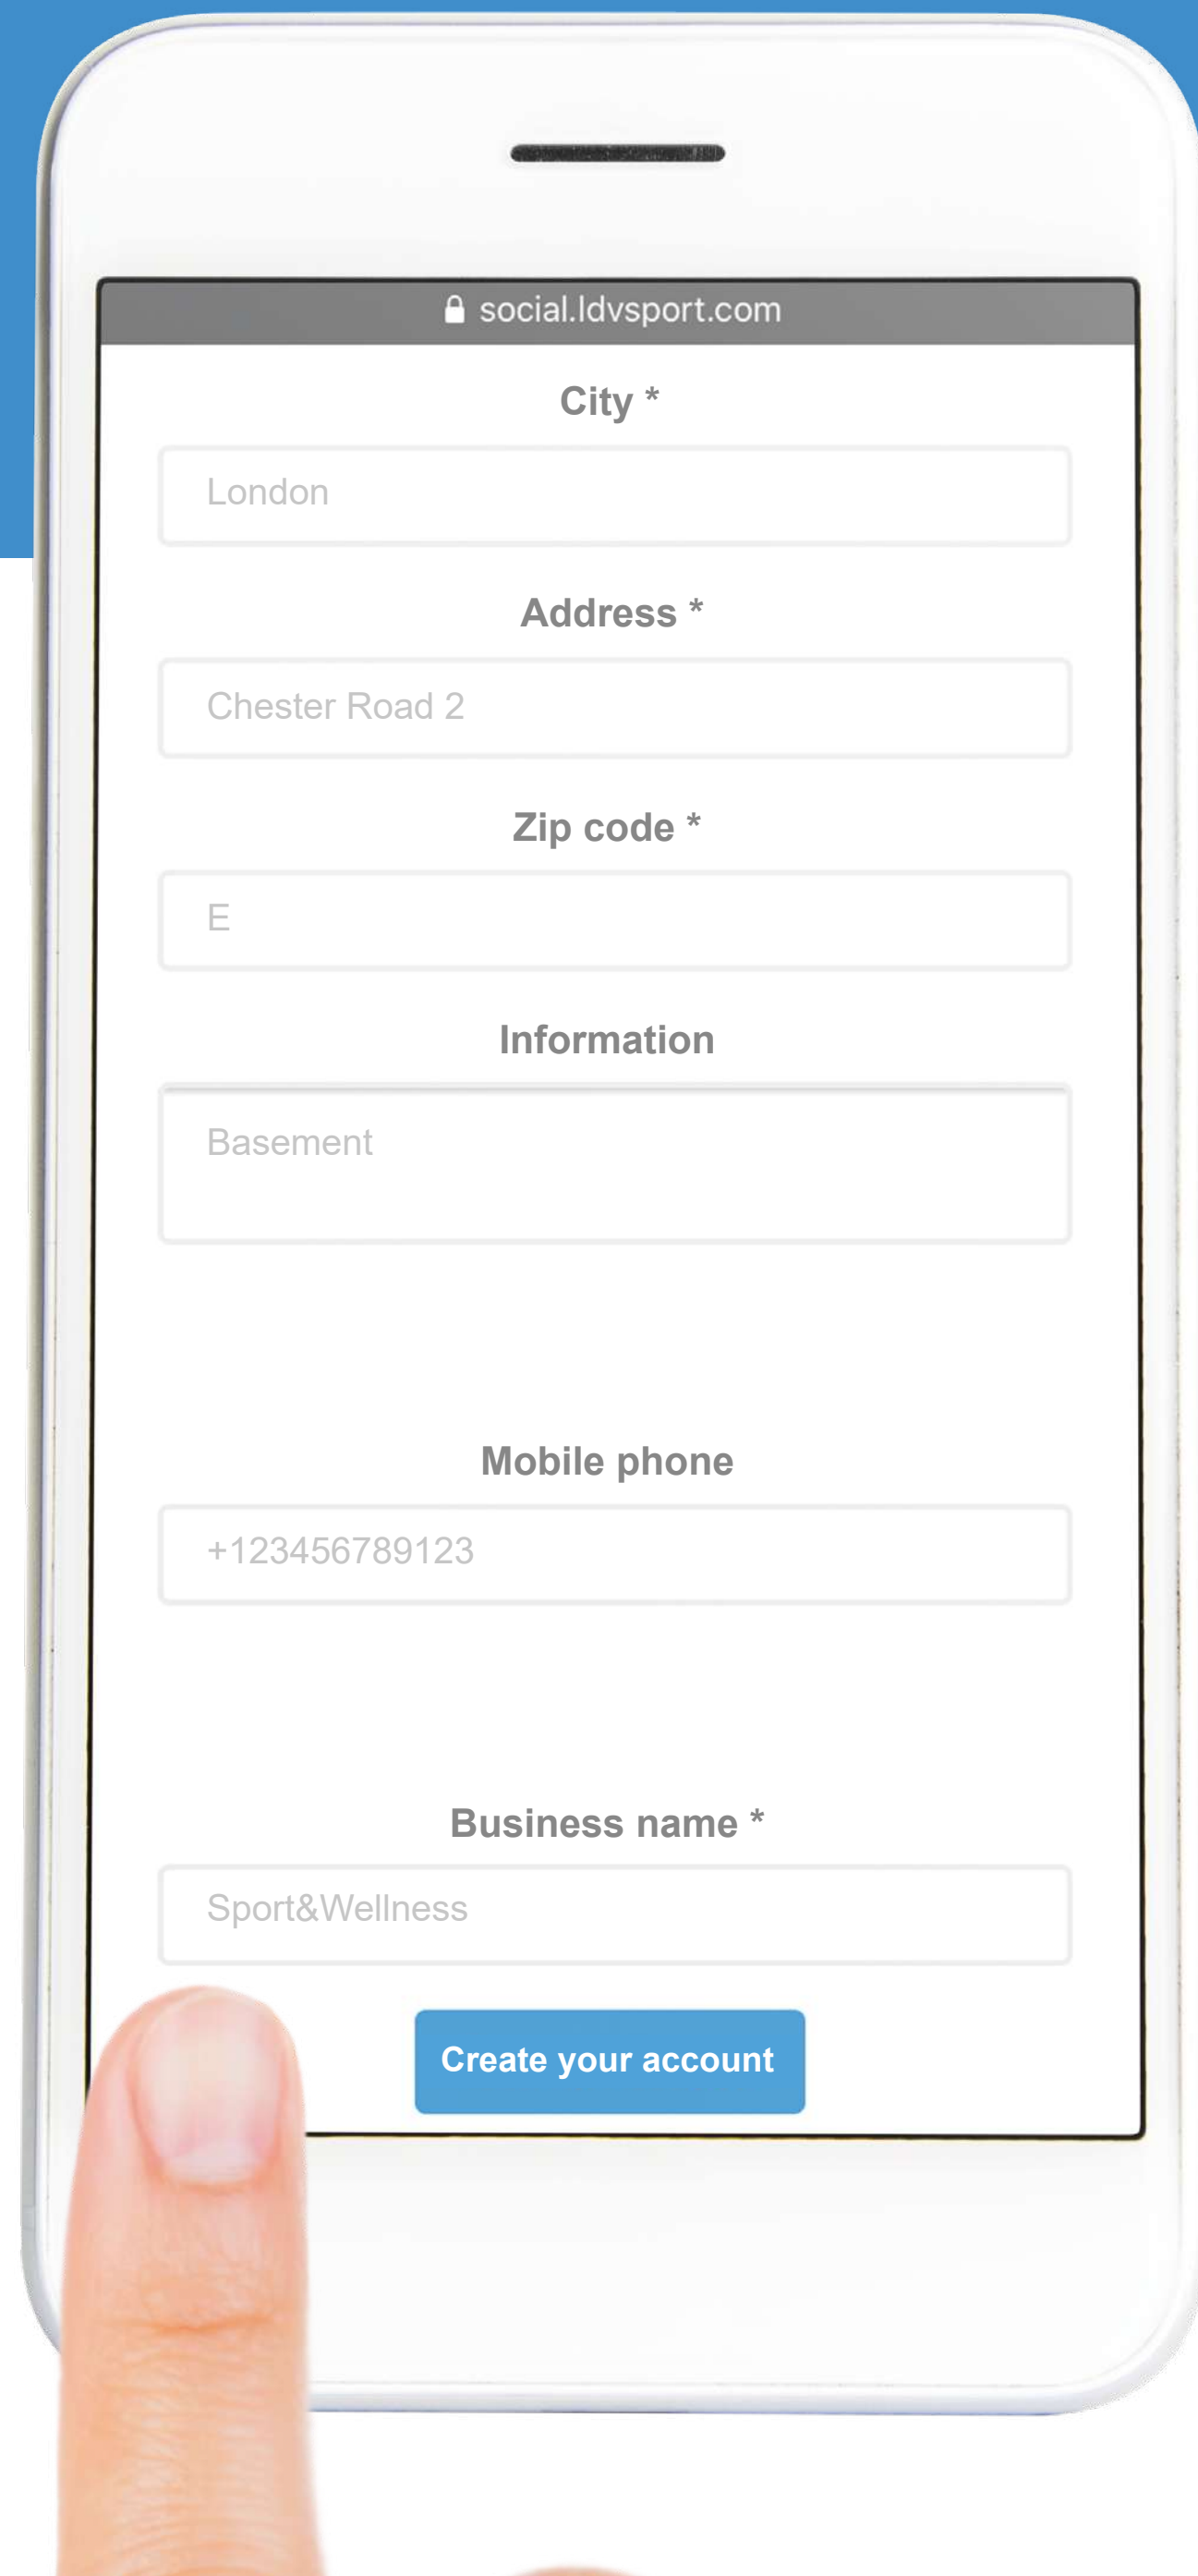 social.ldvsport.com
City *
London
Address *
Chester Road 2
Zip code *
E
Information
Basement
Mobile phone
+123456789123
Business name *
Sport&Wellness
Create your account